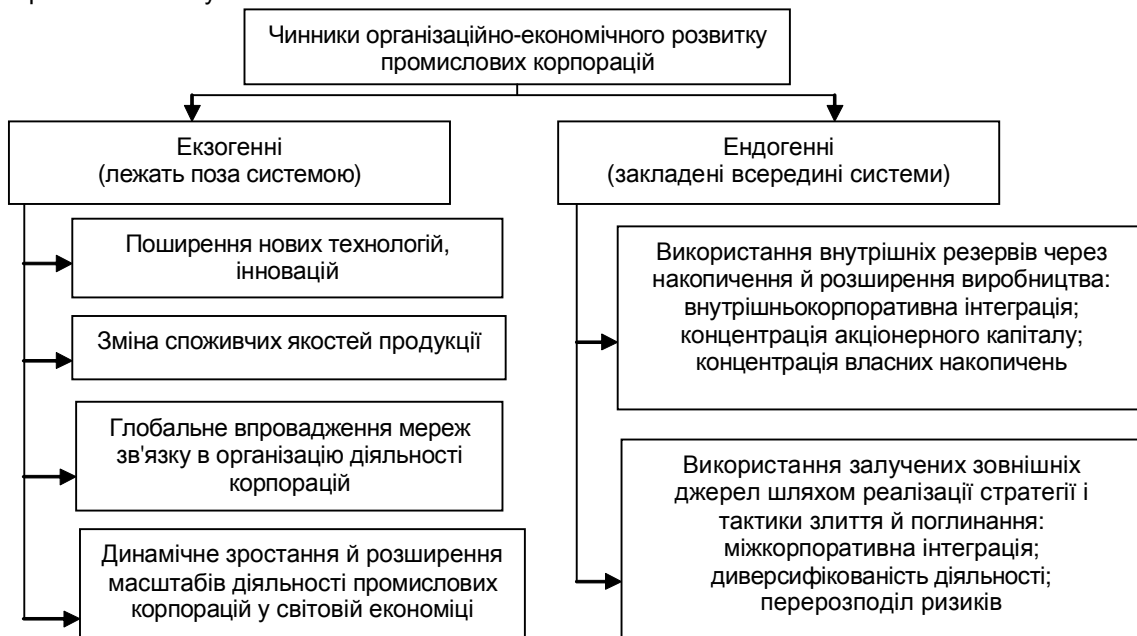 Чинники організаційно-економічного розвитку
промислових корпорацій
Екзогенні
(лежать поза системою)
Ендогенні
(закладені всередині системи)
Поширення нових технологій,
інновацій
Зміна споживчих якостей продукції
Глобальне впровадження мереж
зв'язку в організацію діяльності
корпорацій
Динамічне зростання й розширення
масштабів діяльності промислових
корпорацій у світовій економіці
Використання внутрішніх резервів через
накопичення й розширення виробництва:
внутрішньокорпоративна інтеграція;
концентрація акціонерного капіталу;
концентрація власних накопичень
Використання залучених зовнішніх
джерел шляхом реалізації стратегії і
тактики злиття й поглинання:
міжкорпоративна інтеграція;
диверсифікованість діяльності;
перерозподіл ризиків